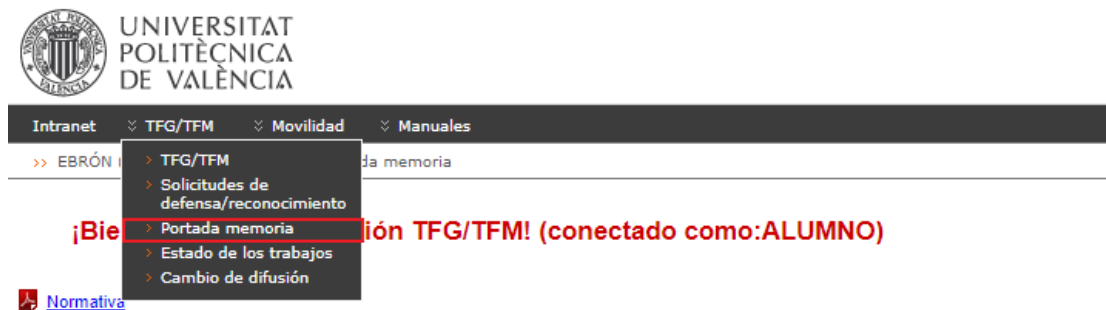 UNIVERSITAT
POLITÈCNICA
DE VALÈNCIA
Intranet TFG/TFM Movilidad Manuales
>> EBRÓN da memoria
> TFG/TFM
> Solicitudes de
defensa/reconocimiento
> Portada memoria
> Estado de los trabajos
> Cambio de difusión
¡Bie ión TFG/TFM! (conectado como:ALUMNO)
Normativa